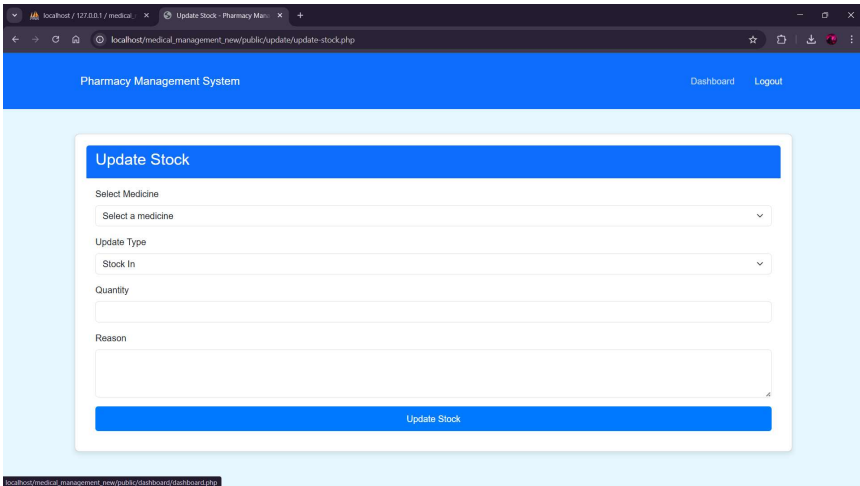 localhost / 127.0.0.1 / medical_
Update Stock - Pharmacy Mana
localhost/medical_management_new/public/update/update-stock.php
Pharmacy Management System
Dashboard
Logout
Update Stock
Select Medicine
Select a medicine
Update Type
Stock In
Quantity
Reason
Update Stock
localhost/medical_management_new/public/dashboard/dashboard.php